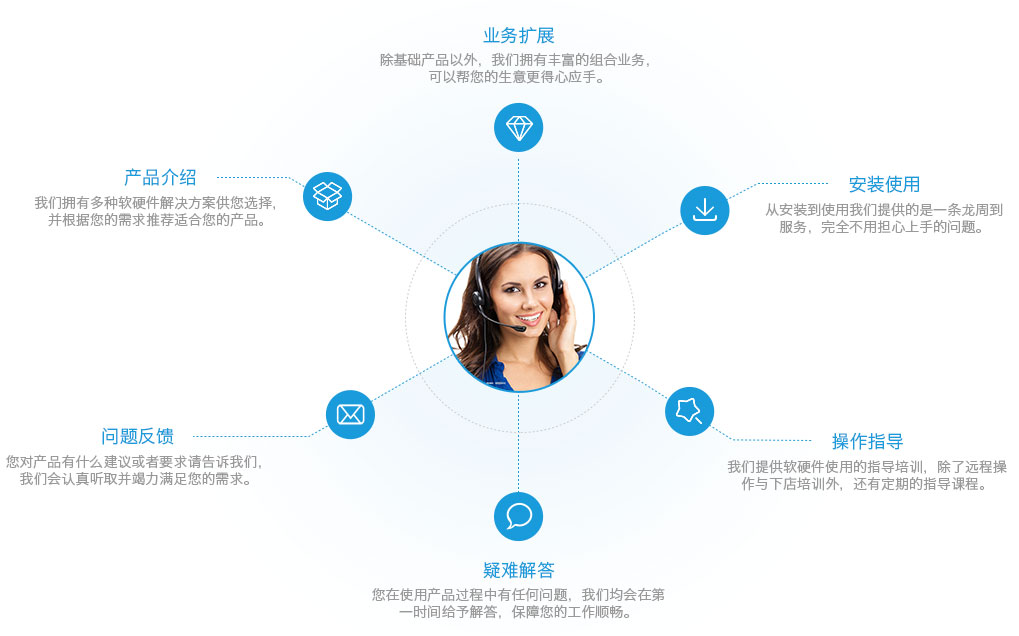 业务扩展
除基础产品以外，我们拥有丰富的组合业务，
可以帮您的生意更得心应手。
产品介绍
我们拥有多种软硬件解决方案供您选择，
并根据您的需求推荐适合您的产品。
安装使用
从安装到使用我们提供的是一条龙周到
服务，完全不用担心上手的问题。
问题反馈
您对产品有什么建议或者要求请告诉我们，
我们会认真听取并竭力满足您的需求。
操作指导
我们提供软硬件使用的指导培训，除了远程操
作与下店培训外，还有定期的指导课程。
疑难解答
您在使用产品过程中有任何问题，我们均会在第
一时间给予解答，保障您的工作顺畅。